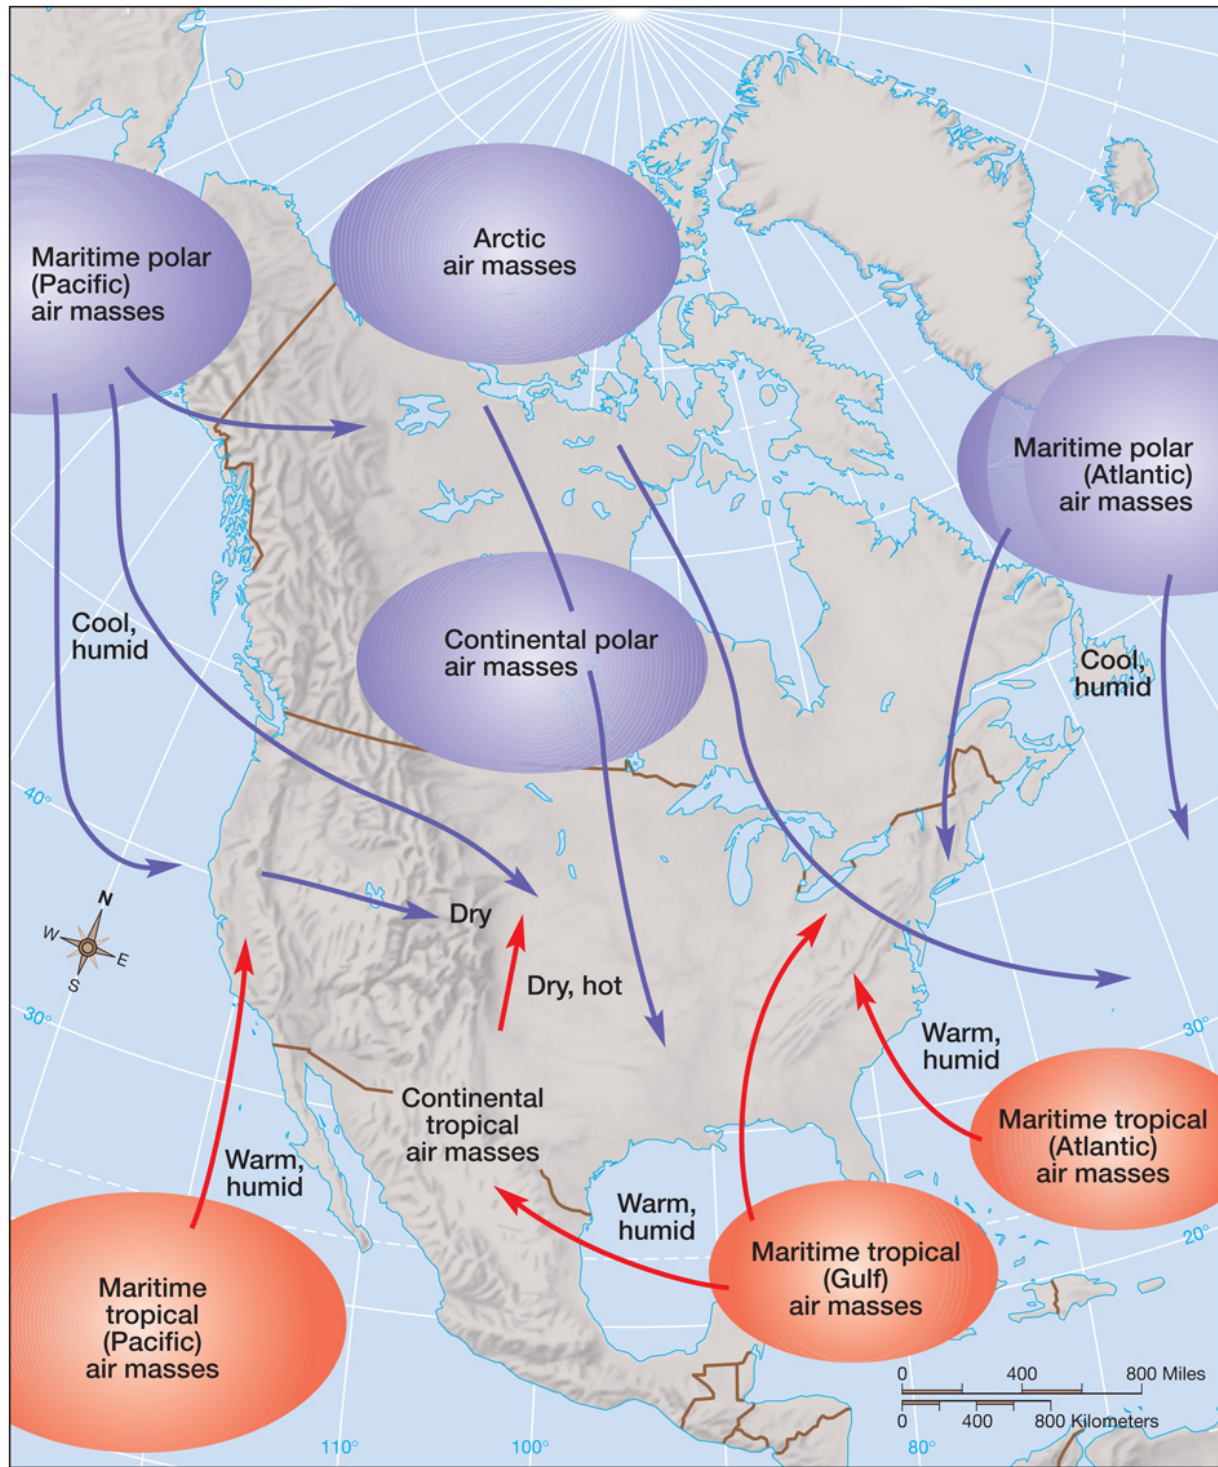 Maritime polar
(Pacific)
air masses
Arctic
air masses
Maritime polar
(Atlantic)
air masses
Cool,
humid
Continental polar
air masses
Cool,
humid
40°
N
W
E
S
30°
Dry
Dry, hot
Warm,
humid
30°
Continental
tropical
air masses
Maritime tropical
(Atlantic)
air masses
Warm,
humid
Warm,
humid
20°
Maritime
tropical
(Pacific)
air masses
Maritime tropical
(Gulf)
air masses
0 400 800 Miles
0 400 800 Kilometers
110°
100°
80°